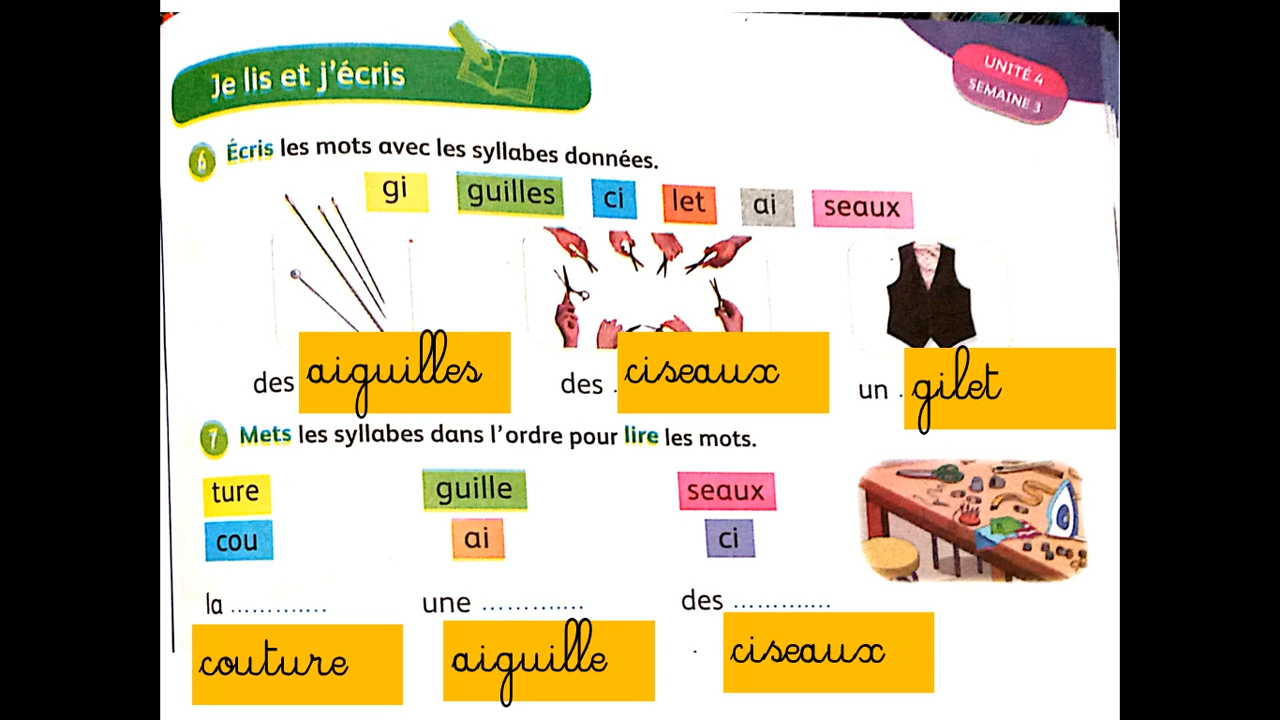 Je lis et j'écris
UNITÉ 4
SEMAINE 3
6 Écris les mots avec les syllabes données.
gi guilles ci let ai seaux
des aiguilles des . ciseaux un . gilet
7 Mets les syllabes dans l'ordre pour lire les mots.
ture guille seaux
cou ai ci
la ............. une ............. des .............
couture aiguille ciseaux